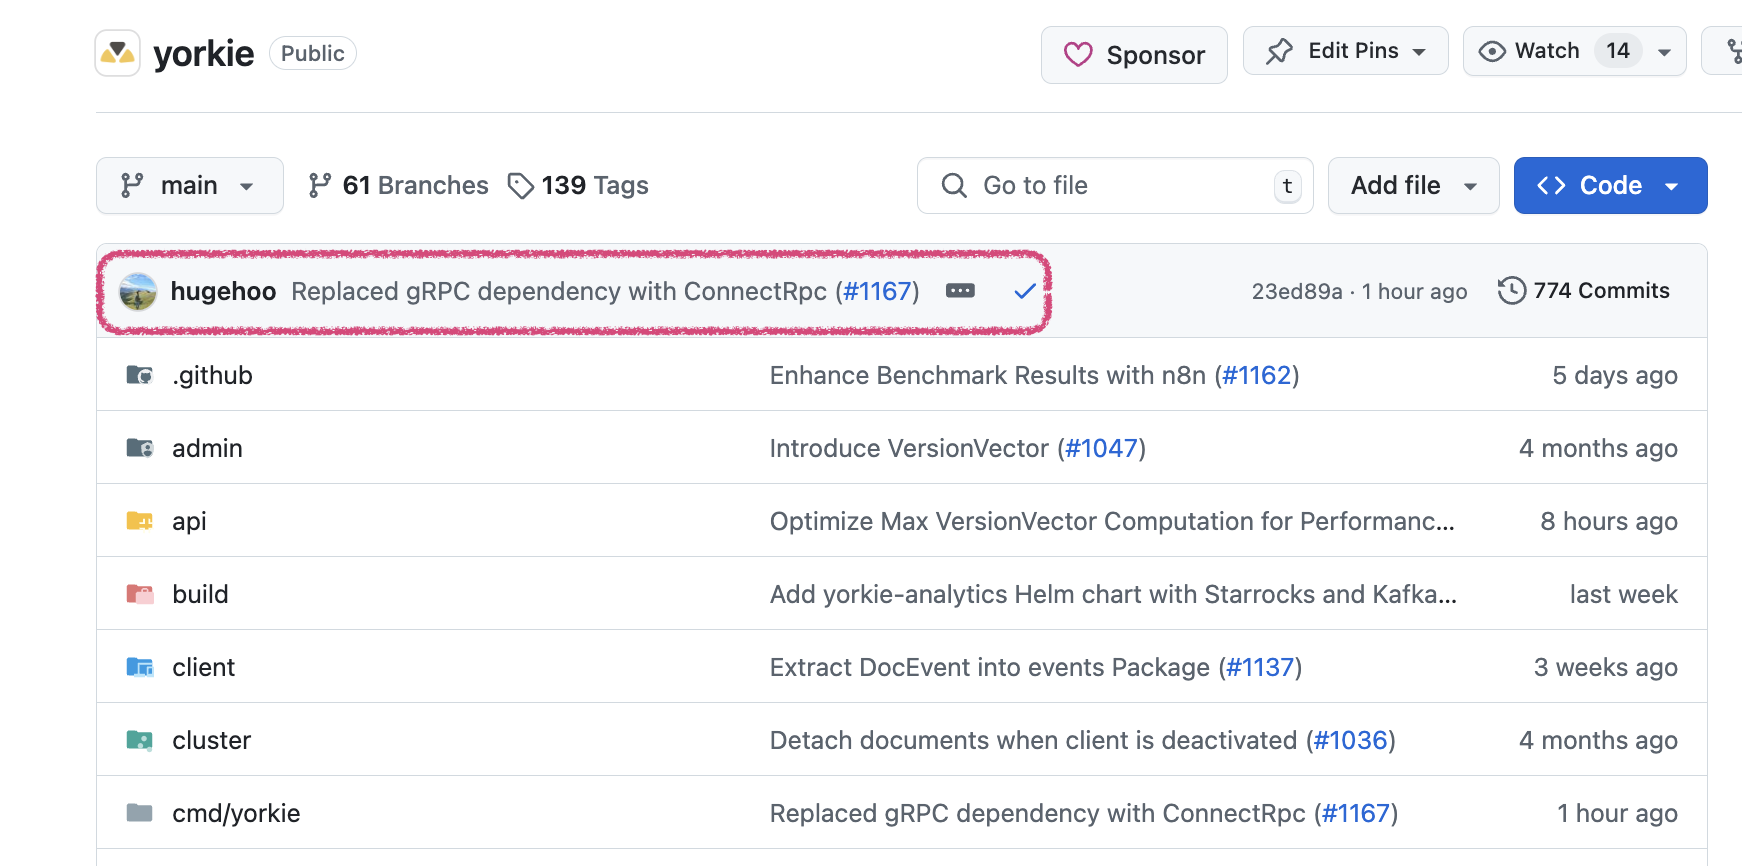 yorkie Public Sponsor Edit Pins Watch 14
main 61 Branches 139 Tags Go to file t Add file Code
hugehoo Replaced gRPC dependency with ConnectRpc (#1167) 23ed89a · 1 hour ago 774 Commits
.github Enhance Benchmark Results with n8n (#1162) 5 days ago
admin Introduce VersionVector (#1047) 4 months ago
api Optimize Max VersionVector Computation for Performanc... 8 hours ago
build Add yorkie-analytics Helm chart with Starrocks and Kafka... last week
client Extract DocEvent into events Package (#1137) 3 weeks ago
cluster Detach documents when client is deactivated (#1036) 4 months ago
cmd/yorkie Replaced gRPC dependency with ConnectRpc (#1167) 1 hour ago